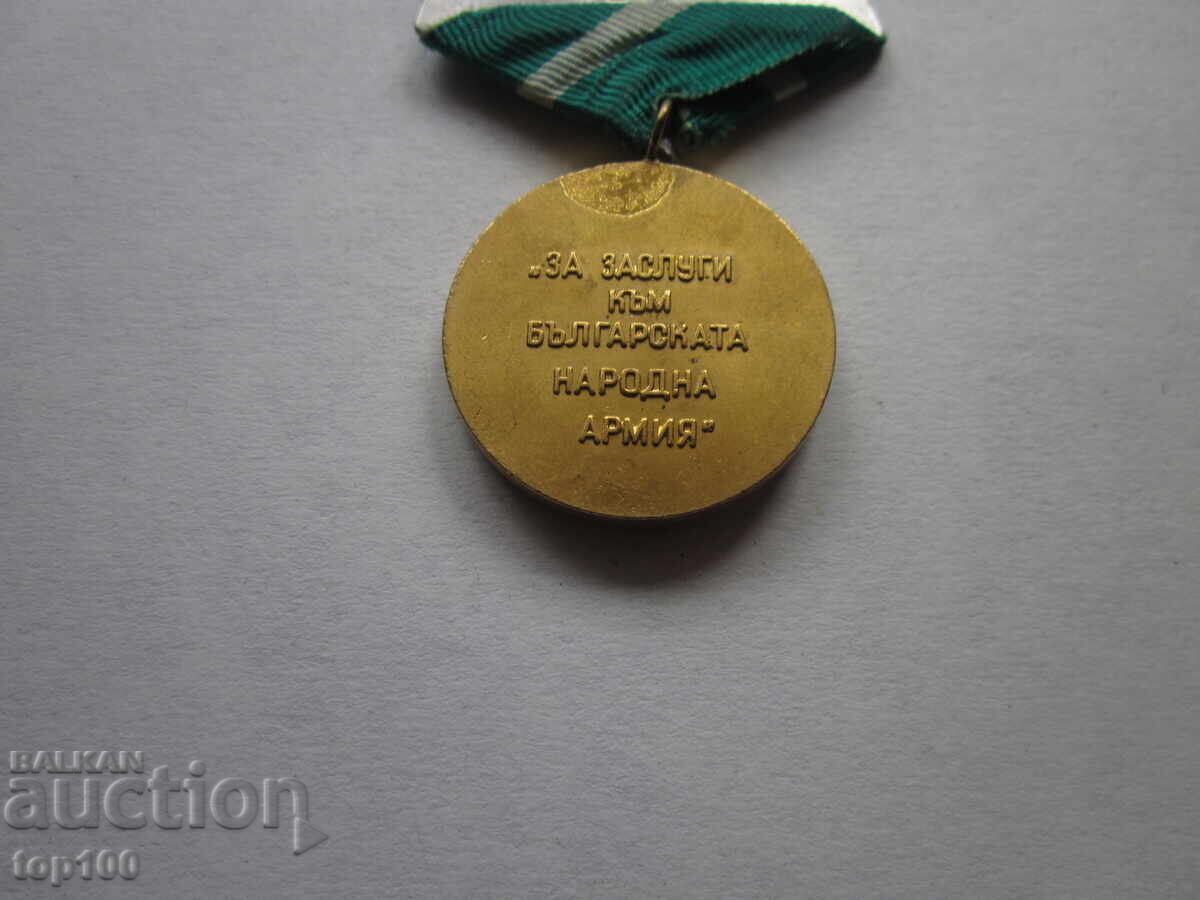 „ЗА ЗАСЛУГИ
КЪМ
БЪЛГАРСКАТА
НАРОДНА
АРМИЯ"
BALKAN
auction
top100